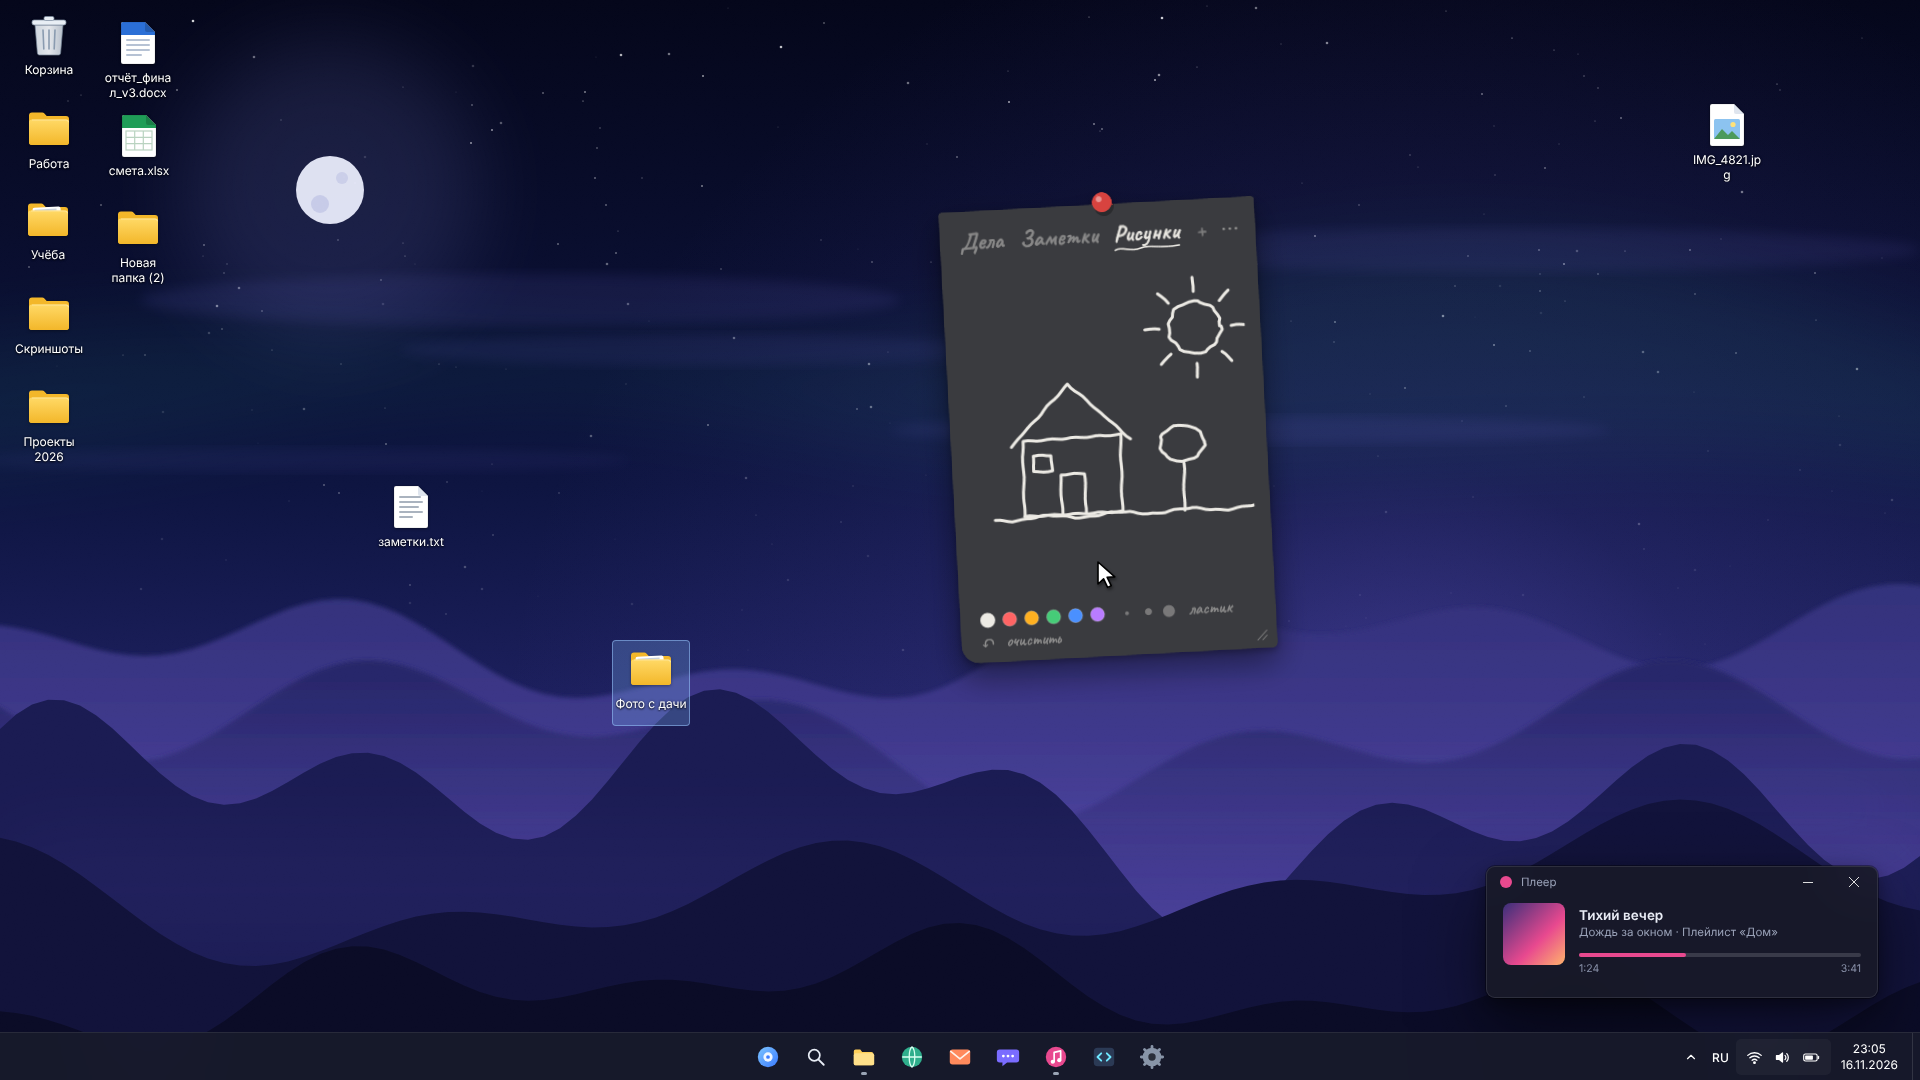 Корзина
отчёт_фина
л_v3.docx
Работа
смета.xlsx
Учёба
Новая
папка (2)
Скриншоты
Проекты
2026
заметки.txt
Фото с дачи
IMG_4821.jp
g
Дела Заметки Рисунки + ···
ластик
очистить
Плеер
Тихий вечер
Дождь за окном · Плейлист «Дом»
1:24 3:41
RU
23:05
16.11.2026